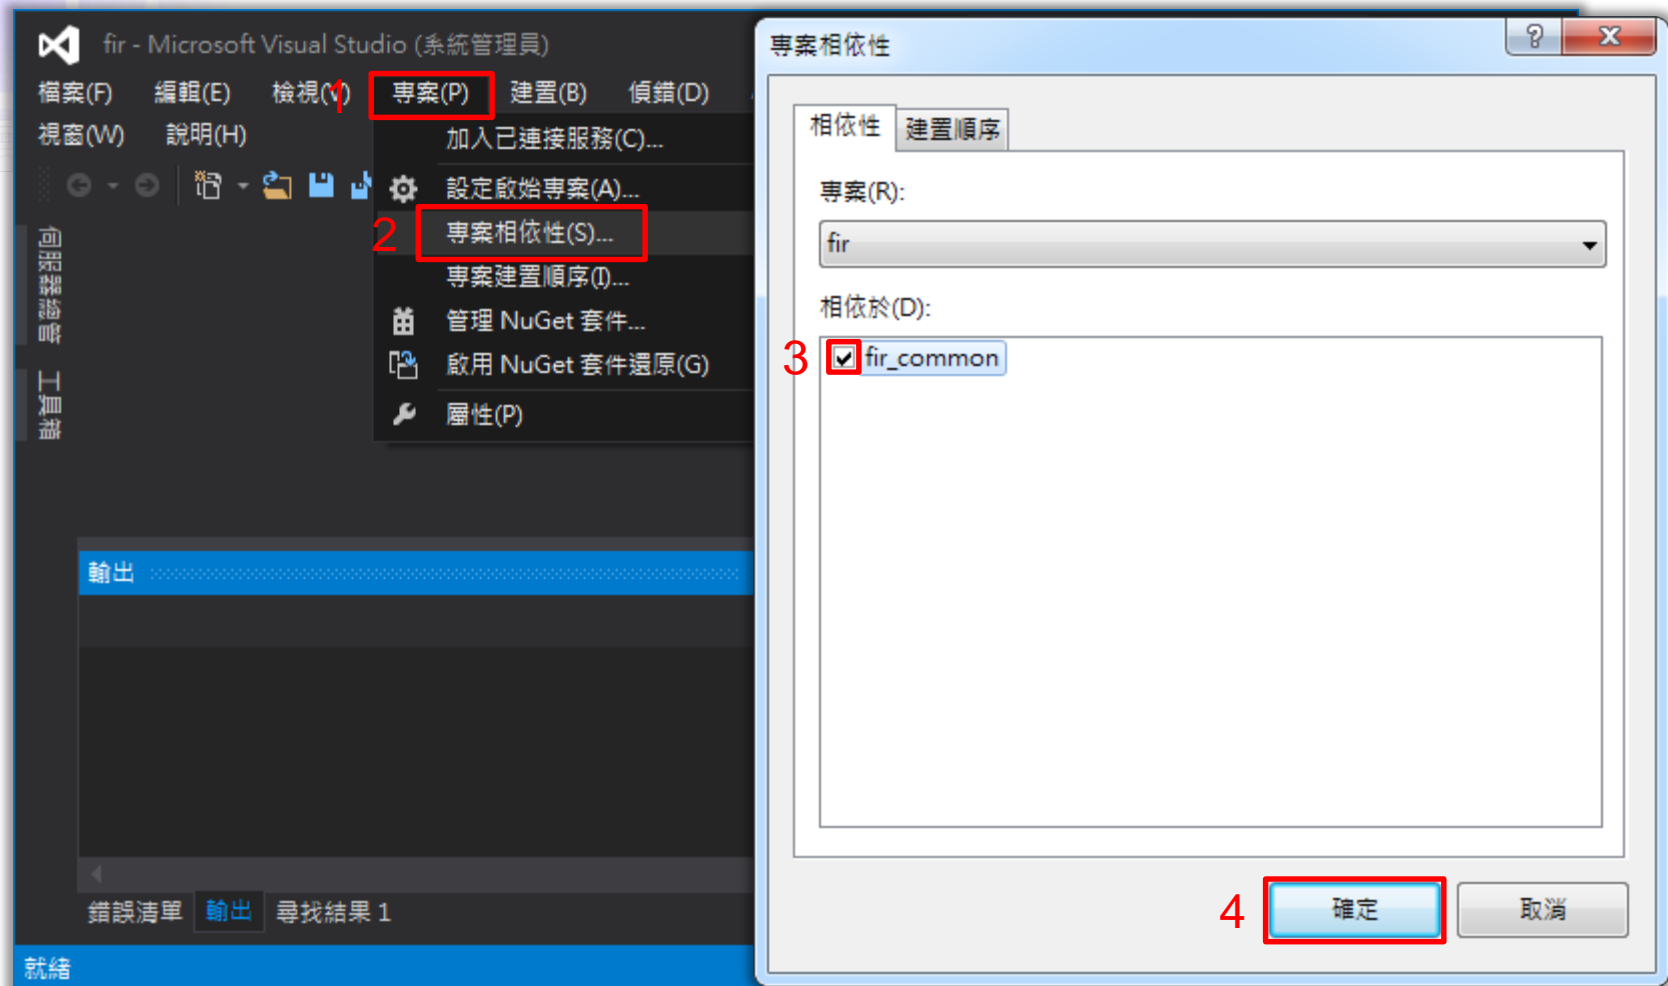 fir - Microsoft Visual Studio (系統管理員)
檔案(F) 編輯(E) 檢視(V) 1 專案(P) 建置(B) 偵錯(D)
視窗(W) 說明(H)
加入已連接服務(C)...
設定啟始專案(A)...
2 專案相依性(S)...
專案建置順序(I)...
管理 NuGet 套件...
啟用 NuGet 套件還原(G)
屬性(P)
伺服器總管
工具箱
輸出
錯誤清單 輸出 尋找結果 1
就緒
專案相依性
相依性 建置順序
專案(R):
fir
相依於(D):
3 fir_common
4 確定 取消